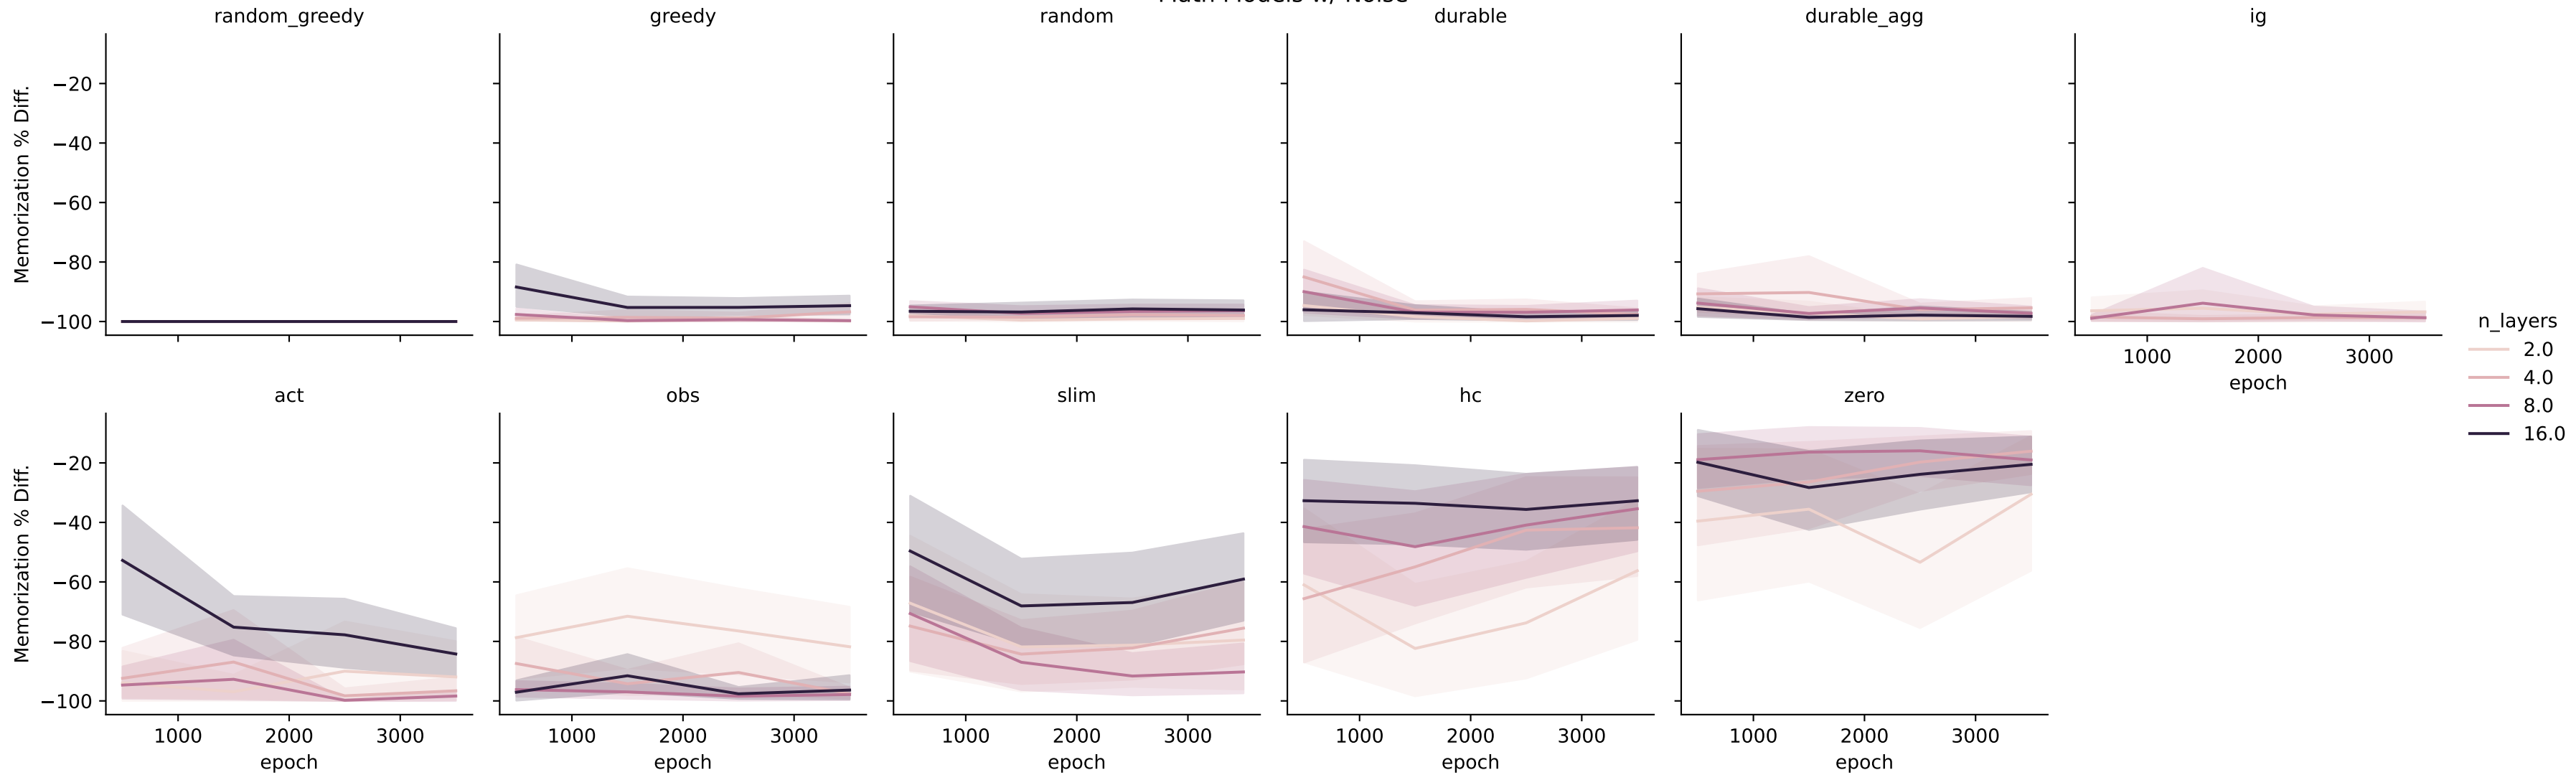 random_greedy
greedy
random
durable
durable_agg
ig
Memorization % Diff.
−20
−40
−60
−80
−100
1000 2000 3000
epoch
n_layers
2.0
4.0
8.0
16.0
act
obs
slim
hc
zero
Memorization % Diff.
−20
−40
−60
−80
−100
1000 2000 3000
1000 2000 3000
1000 2000 3000
1000 2000 3000
1000 2000 3000
epoch
epoch
epoch
epoch
epoch